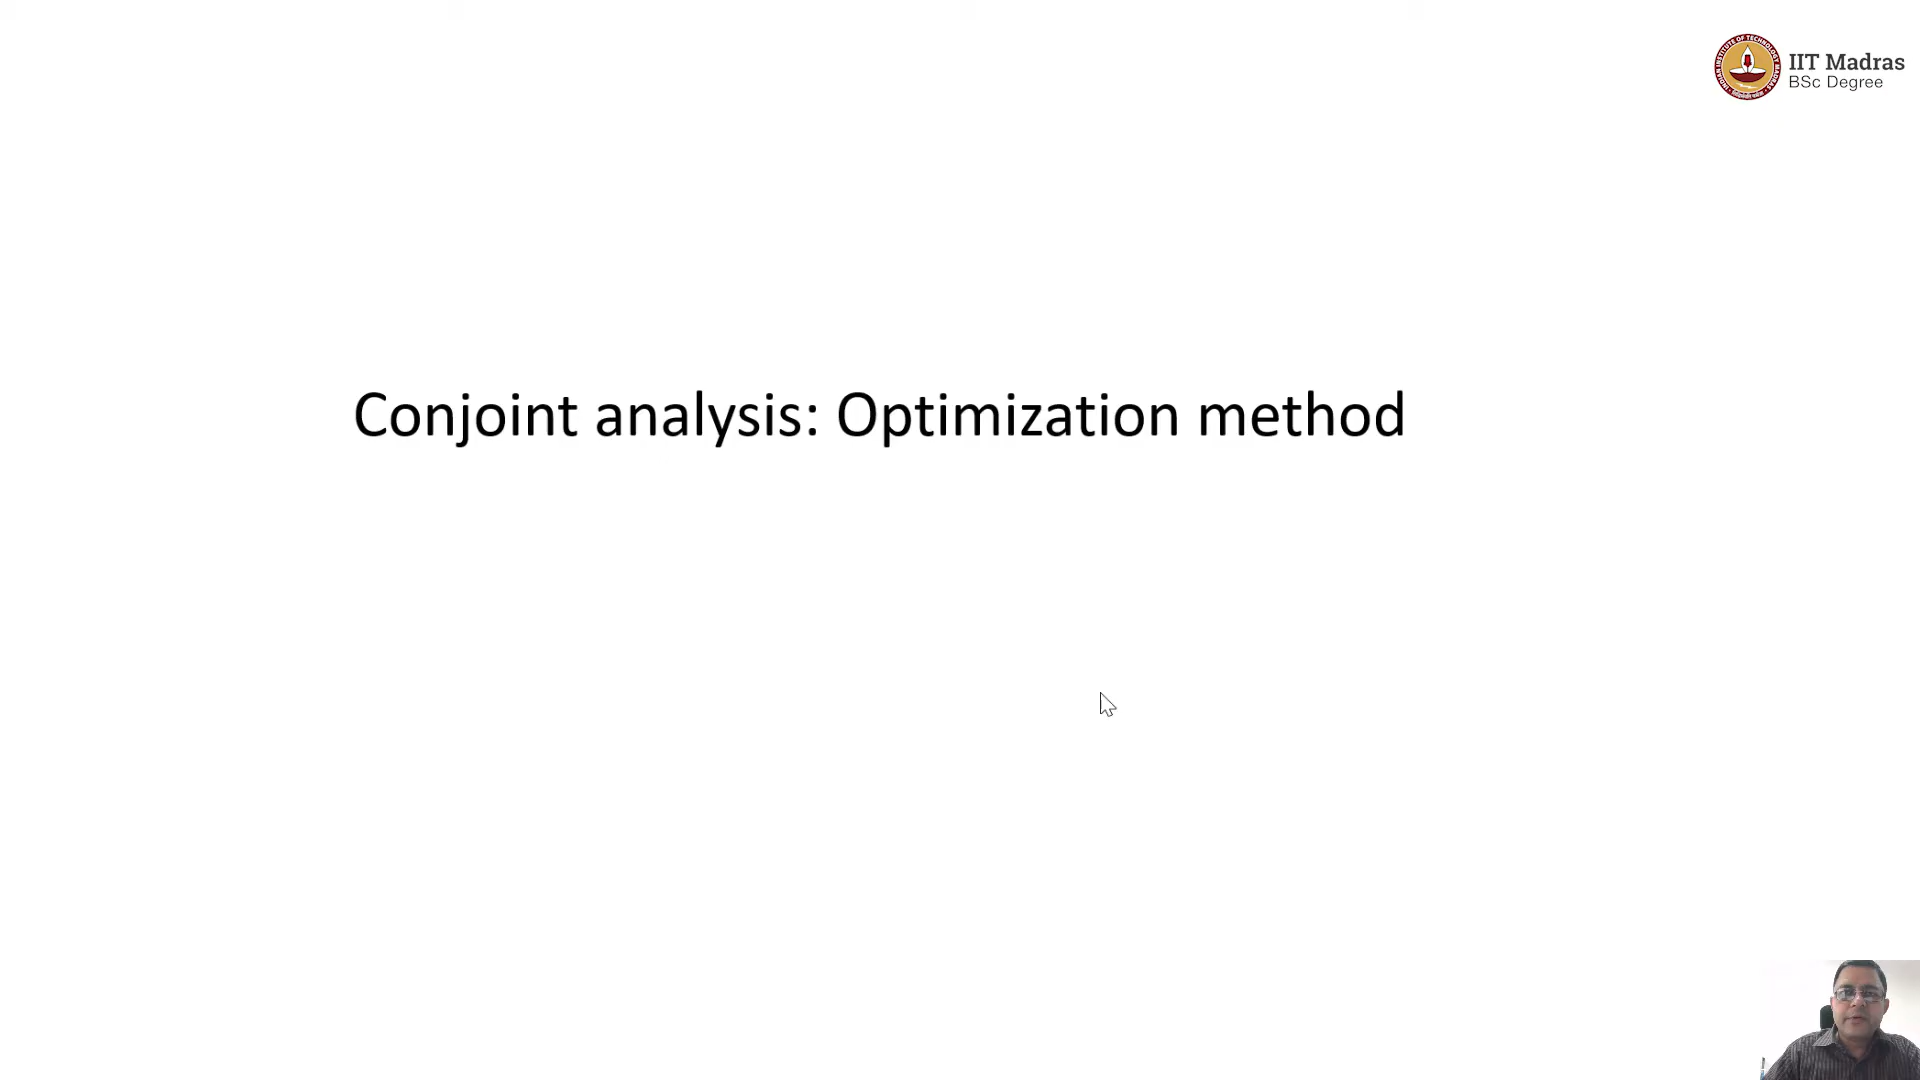 IIT Madras
BSc Degree
Conjoint analysis: Optimization method